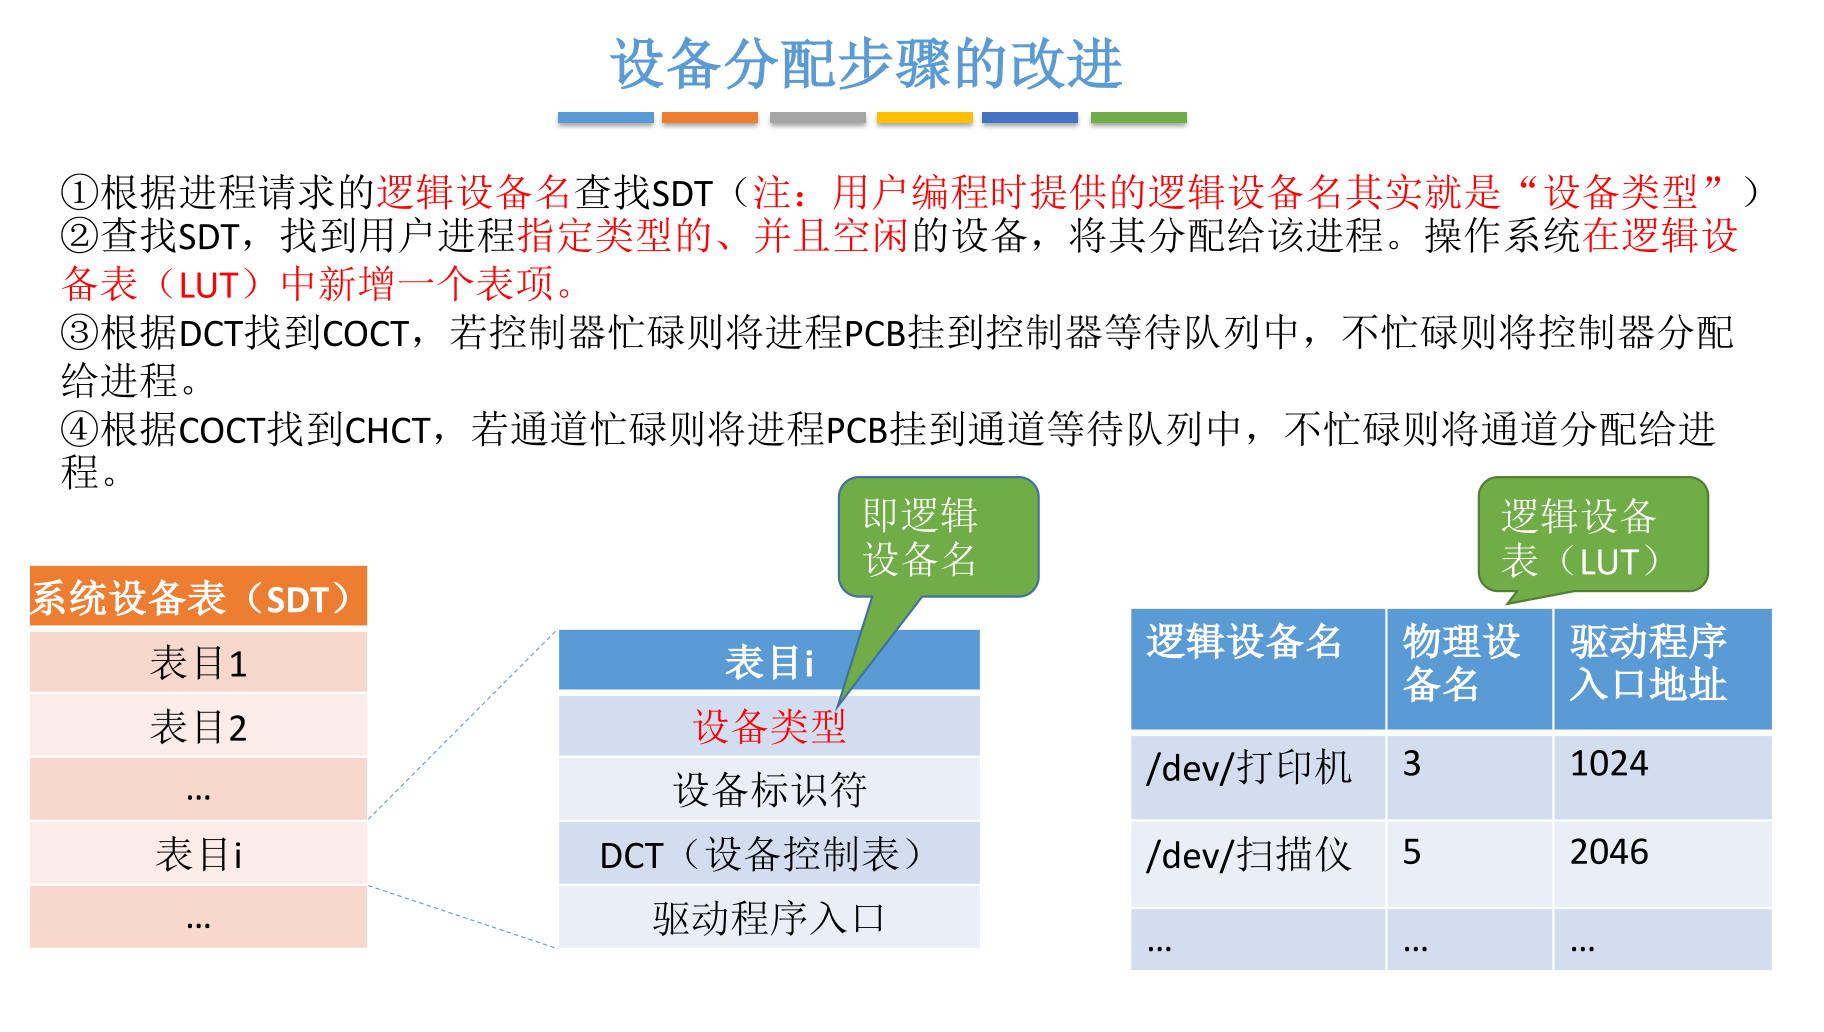 设备分配步骤的改进
①根据进程请求的逻辑设备名查找SDT（注：用户编程时提供的逻辑设备名其实就是“设备类型”）
②查找SDT，找到用户进程指定类型的、并且空闲的设备，将其分配给该进程。操作系统在逻辑设
备表（LUT）中新增一个表项。
③根据DCT找到COCT，若控制器忙碌则将进程PCB挂到控制器等待队列中，不忙碌则将控制器分配
给进程。
④根据COCT找到CHCT，若通道忙碌则将进程PCB挂到通道等待队列中，不忙碌则将通道分配给进
程。
即逻辑
设备名
逻辑设备
表（LUT）
系统设备表（SDT）
表目1
表目2
...
表目i
...
表目i
设备类型
设备标识符
DCT（设备控制表）
驱动程序入口
逻辑设备名
物理设
备名
驱动程序
入口地址
/dev/打印机
3
1024
/dev/扫描仪
5
2046
...
...
...